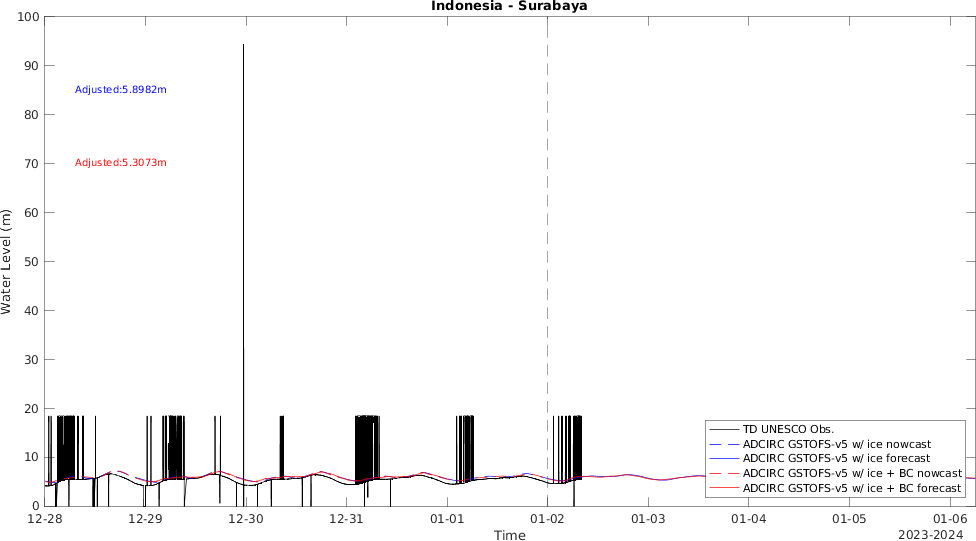 Indonesia - Surabaya
100
90
80
70
60
50
40
30
20
10
0
Water Level (m)
Adjusted:5.8982m
Adjusted:5.3073m
TD UNESCO Obs.
ADCIRC GSTOFS-v5 w/ ice nowcast
ADCIRC GSTOFS-v5 w/ ice forecast
ADCIRC GSTOFS-v5 w/ ice + BC nowcast
ADCIRC GSTOFS-v5 w/ ice + BC forecast
12-28 12-29 12-30 12-31 01-01 01-02 01-03 01-04 01-05 01-06
Time
2023-2024